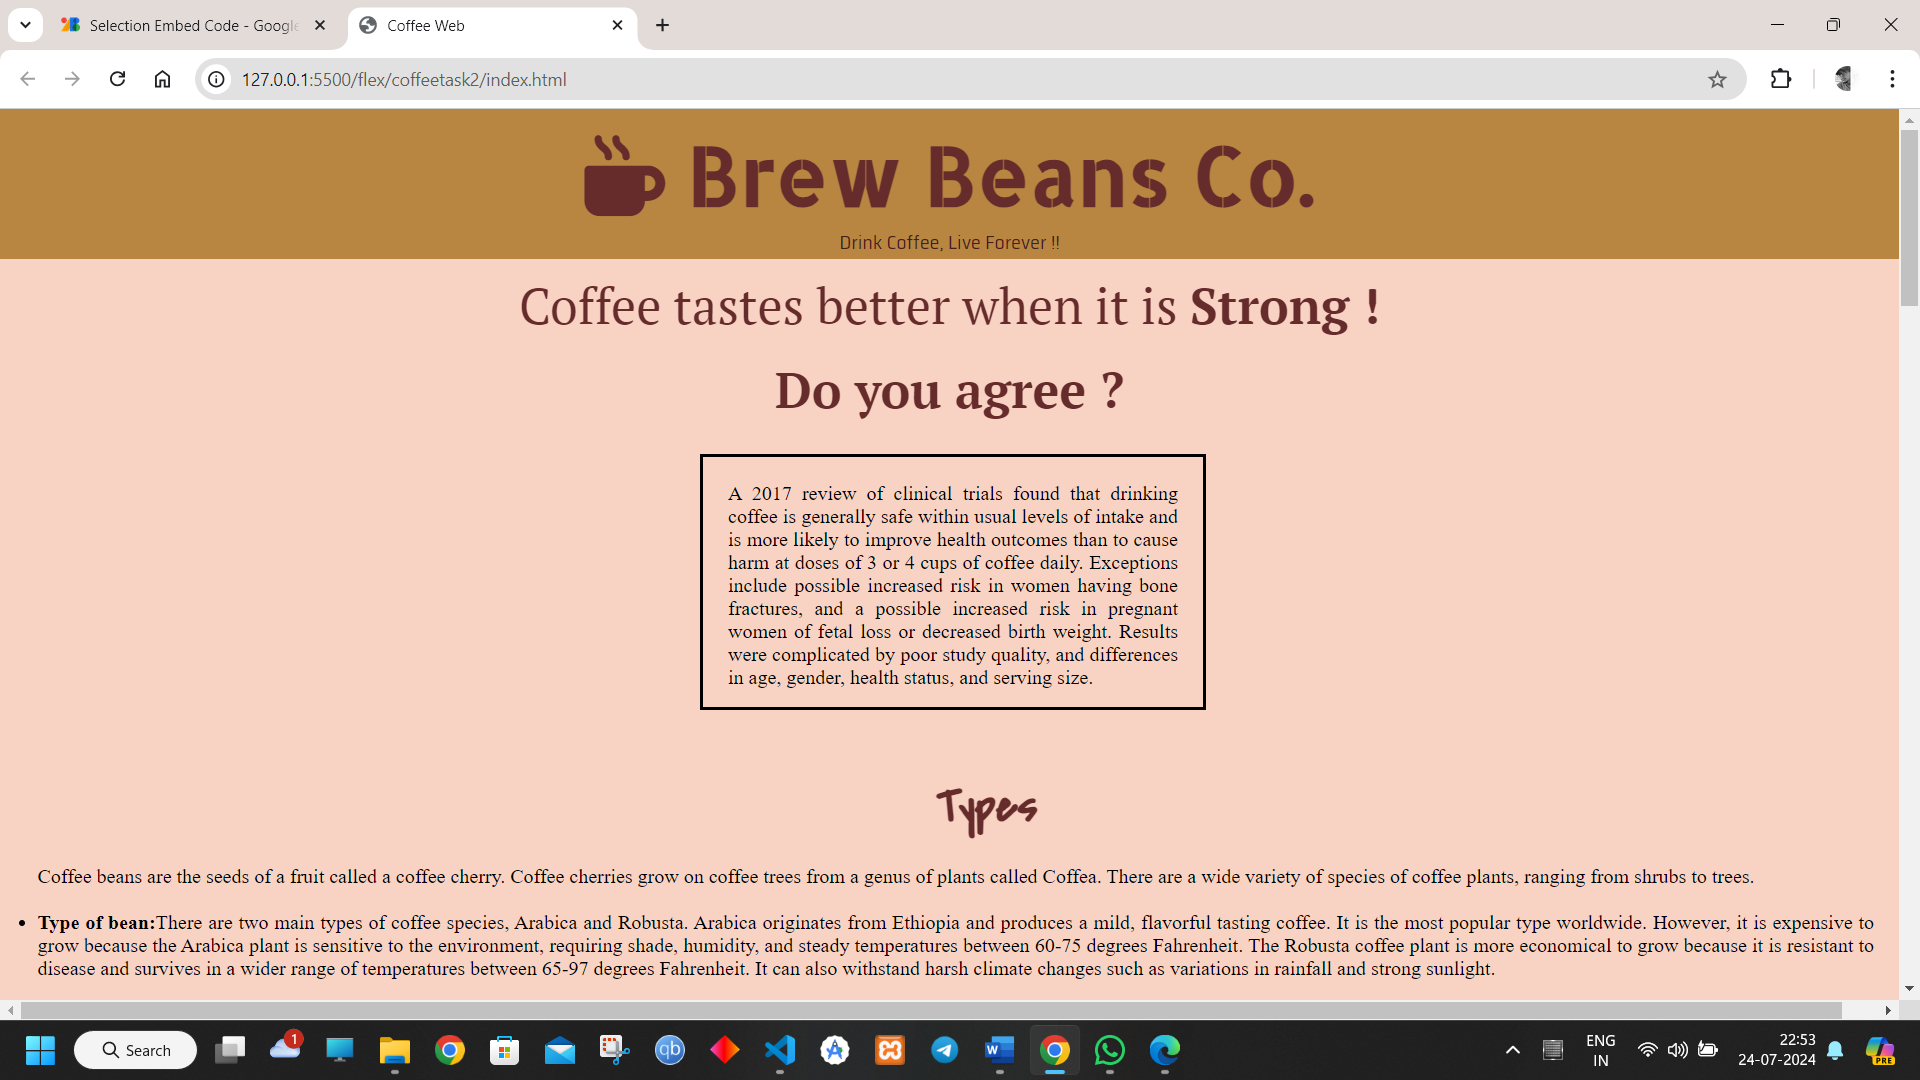 Selection Embed Code - Google
Coffee Web
127.0.0.1:5500/flex/coffeetask2/index.html
Brew Beans Co.
Drink Coffee, Live Forever !!
Coffee tastes better when it is Strong !
Do you agree ?
A 2017 review of clinical trials found that drinking
coffee is generally safe within usual levels of intake and
is more likely to improve health outcomes than to cause
harm at doses of 3 or 4 cups of coffee daily. Exceptions
include possible increased risk in women having bone
fractures, and a possible increased risk in pregnant
women of fetal loss or decreased birth weight. Results
were complicated by poor study quality, and differences
in age, gender, health status, and serving size.
Types
Coffee beans are the seeds of a fruit called a coffee cherry. Coffee cherries grow on coffee trees from a genus of plants called Coffea. There are a wide variety of species of coffee plants, ranging from shrubs to trees.
• Type of bean:There are two main types of coffee species, Arabica and Robusta. Arabica originates from Ethiopia and produces a mild, flavorful tasting coffee. It is the most popular type worldwide. However, it is expensive to
grow because the Arabica plant is sensitive to the environment, requiring shade, humidity, and steady temperatures between 60-75 degrees Fahrenheit. The Robusta coffee plant is more economical to grow because it is resistant to
disease and survives in a wider range of temperatures between 65-97 degrees Fahrenheit. It can also withstand harsh climate changes such as variations in rainfall and strong sunlight.
Search
1
qb
W
ENG
IN
22:53
24-07-2024
PRE